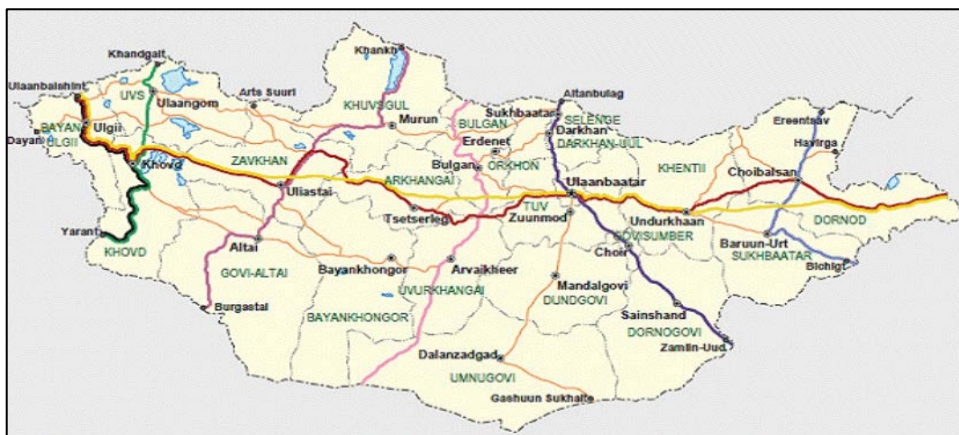 Khandgait
Khankh
Ulaanbaishint
UVS
Ulaangom
Arts Suuri
KHUVSGUL
Altanbulag
Sukhbaatar
SELENGE
BULGAN
Dayan
BAYAN
ULGII
Ulgii
Murun
Darkhan
DARKHAN-UUL
Ereentsav
Erdenet
Havirga
Khovd
ZAVKHAN
Bulgan
ORKHON
KHENTII
Choibalsan
Uliastai
ARKHANGAI
Ulaanbaatar
Tsetserleg
TUV
Zuunmod
Undurkhaan
DORNOD
Yarant
KHOVD
Altai
GOVISUMBER
Choir
Baruun-Urt
SUKHBAATAR
Bichigt
GOVI-ALTAI
Bayankhongor
Arvaikheer
UVURKHANGAI
Mandalgovi
DUNDGOVI
Burgastai
BAYANKHONGOR
Sainshand
DORNOGOVI
Zamiin-Uud
Dalanzadgad
UMNUGOVI
Gashuun Sukhaite